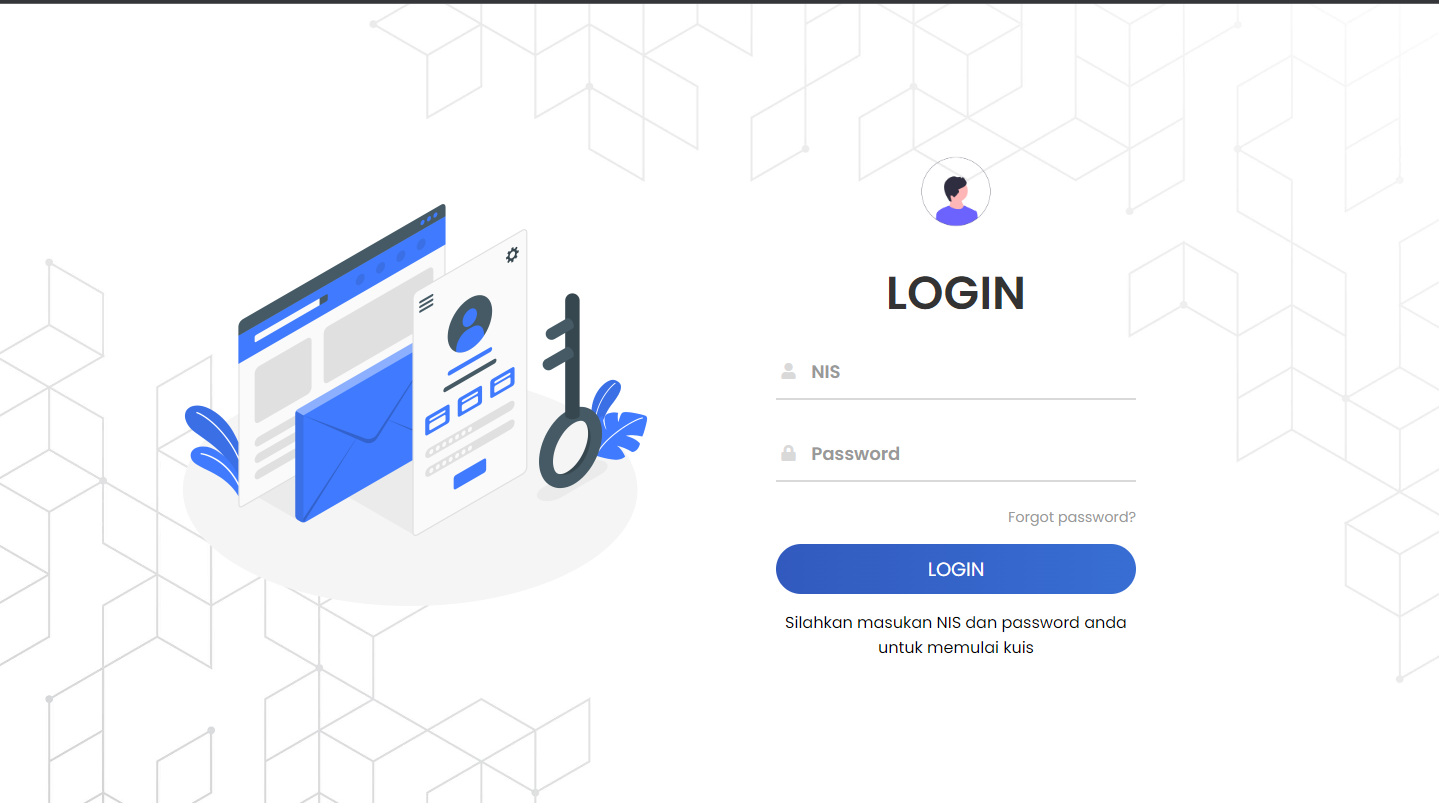 LOGIN
NIS
Password
Forgot password?
LOGIN
Silahkan masukan NIS dan password anda
untuk memulai kuis